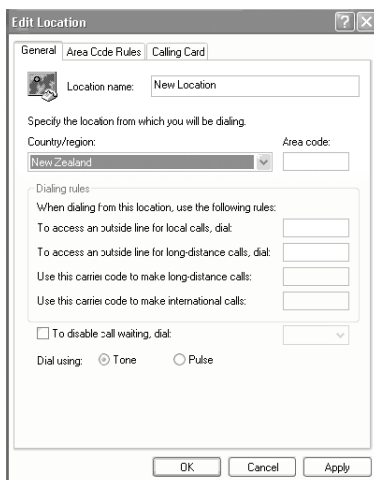 Edit Location
General Area Code Rules Calling Card
Location name: New Location
Specify the location from which you will be dialing.
Country/region: Area code:
New Zealand
Dialing rules
When dialing from this location, use the following rules:
To access an outside line for local calls, dial:
To access an outside line for long-distance calls, dial:
Use this carrier code to make long-distance calls:
Use this carrier code to make international calls:
To disable call waiting, dial:
Dial using: Tone Pulse
OK Cancel Apply